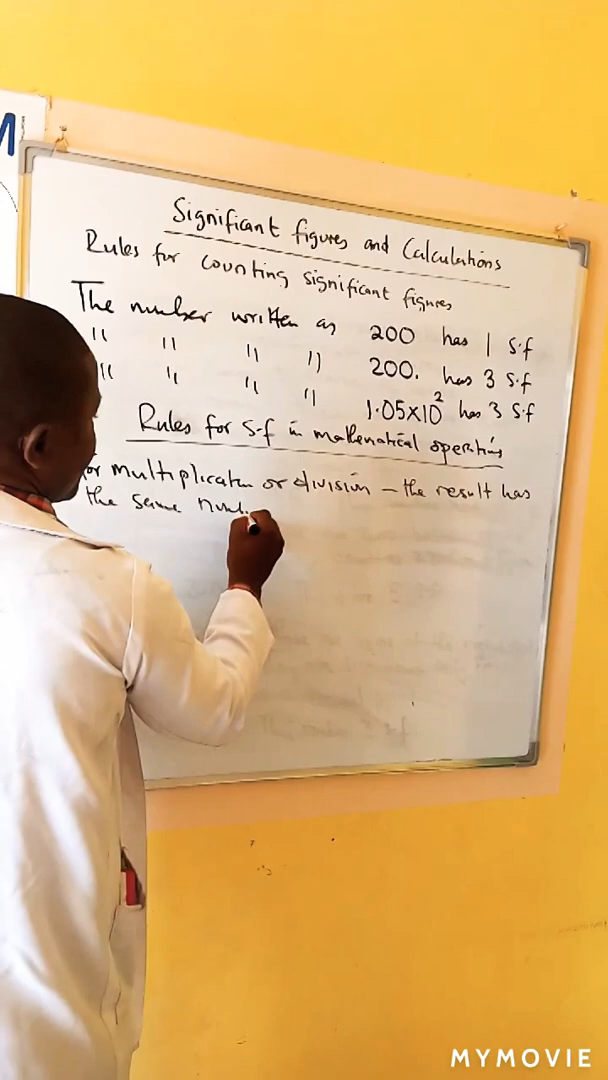 M
Significant figures and Calculations
Rules for counting significant figures
The number written as 200 has 1 S.f
" " " " 200. has 3 S.f
" " " " 1.05×10² has 3 S.f
Rules for S.f in mathematical operations
or multiplication or division – the result has
the same num
MYMOVIE